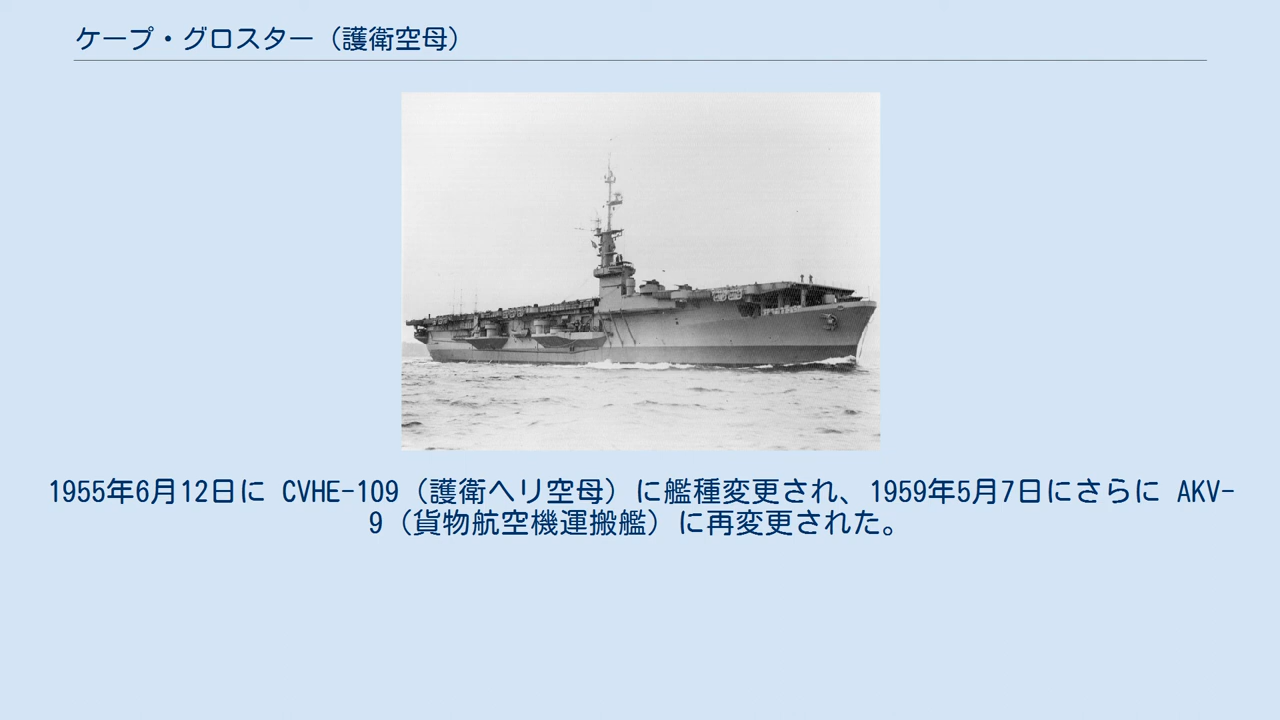 ケープ・グロスター（護衛空母）
1955年6月12日に CVHE-109（護衛ヘリ空母）に艦種変更され、1959年5月7日にさらに AKV-
9（貨物航空機運搬艦）に再変更された。